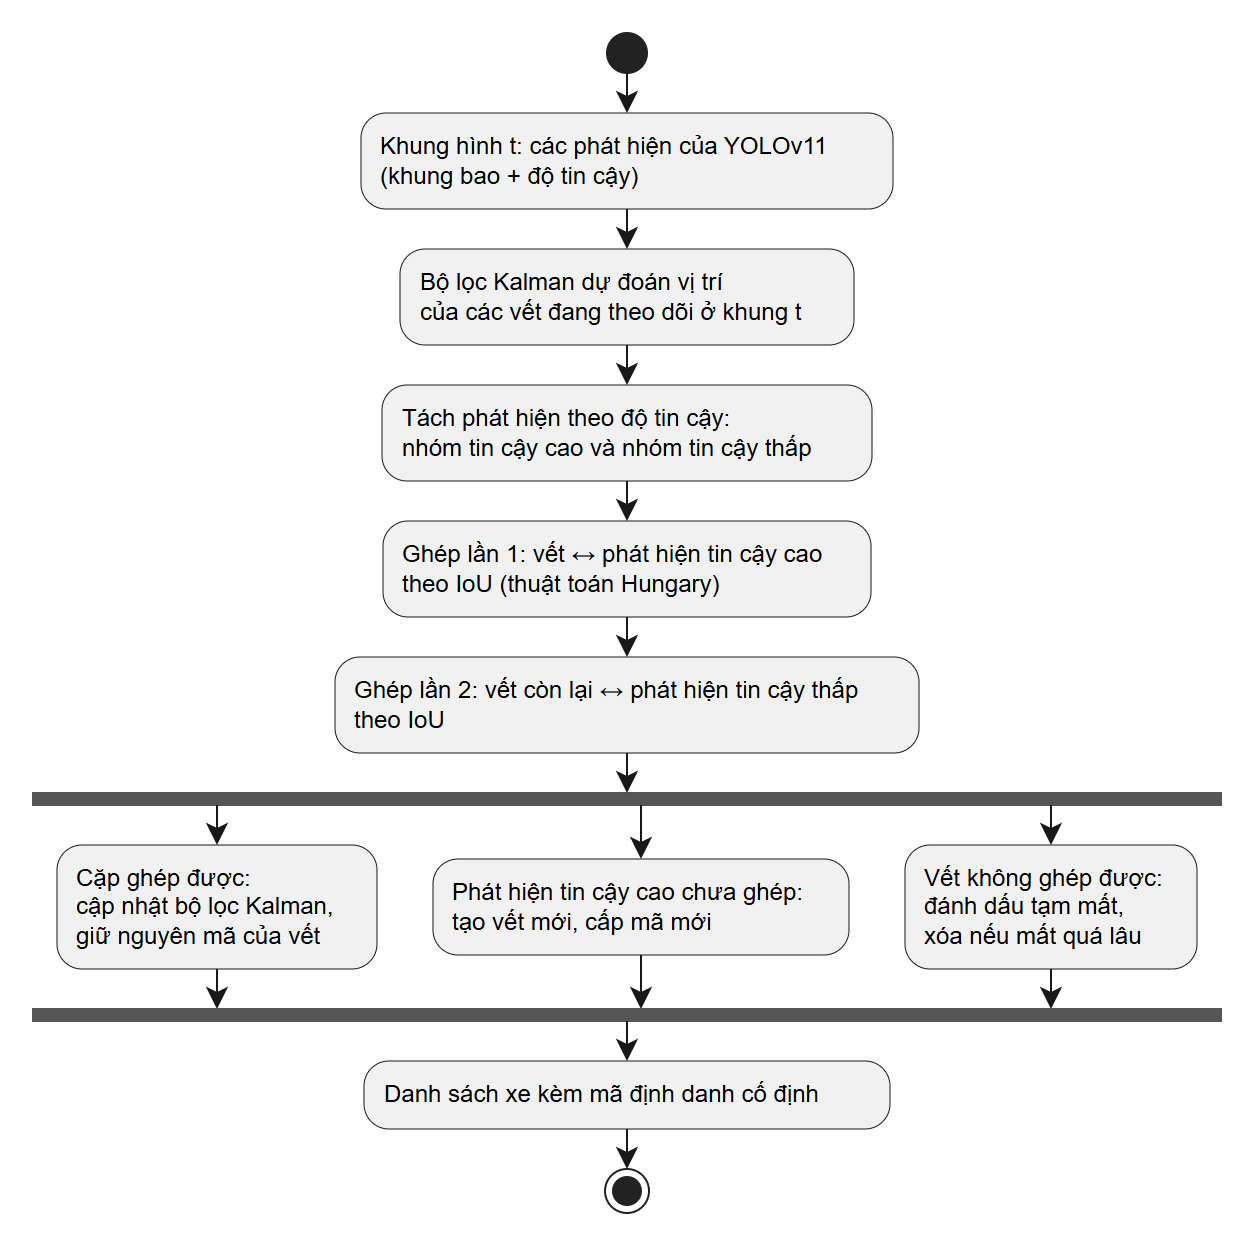 Khung hình t: các phát hiện của YOLOv11
(khung bao + độ tin cậy)
Bộ lọc Kalman dự đoán vị trí
của các vết đang theo dõi ở khung t
Tách phát hiện theo độ tin cậy:
nhóm tin cậy cao và nhóm tin cậy thấp
Ghép lần 1: vết ↔ phát hiện tin cậy cao
theo IoU (thuật toán Hungary)
Ghép lần 2: vết còn lại ↔ phát hiện tin cậy thấp
theo IoU
Cặp ghép được:
cập nhật bộ lọc Kalman,
giữ nguyên mã của vết
Phát hiện tin cậy cao chưa ghép:
tạo vết mới, cấp mã mới
Vết không ghép được:
đánh dấu tạm mất,
xóa nếu mất quá lâu
Danh sách xe kèm mã định danh cố định